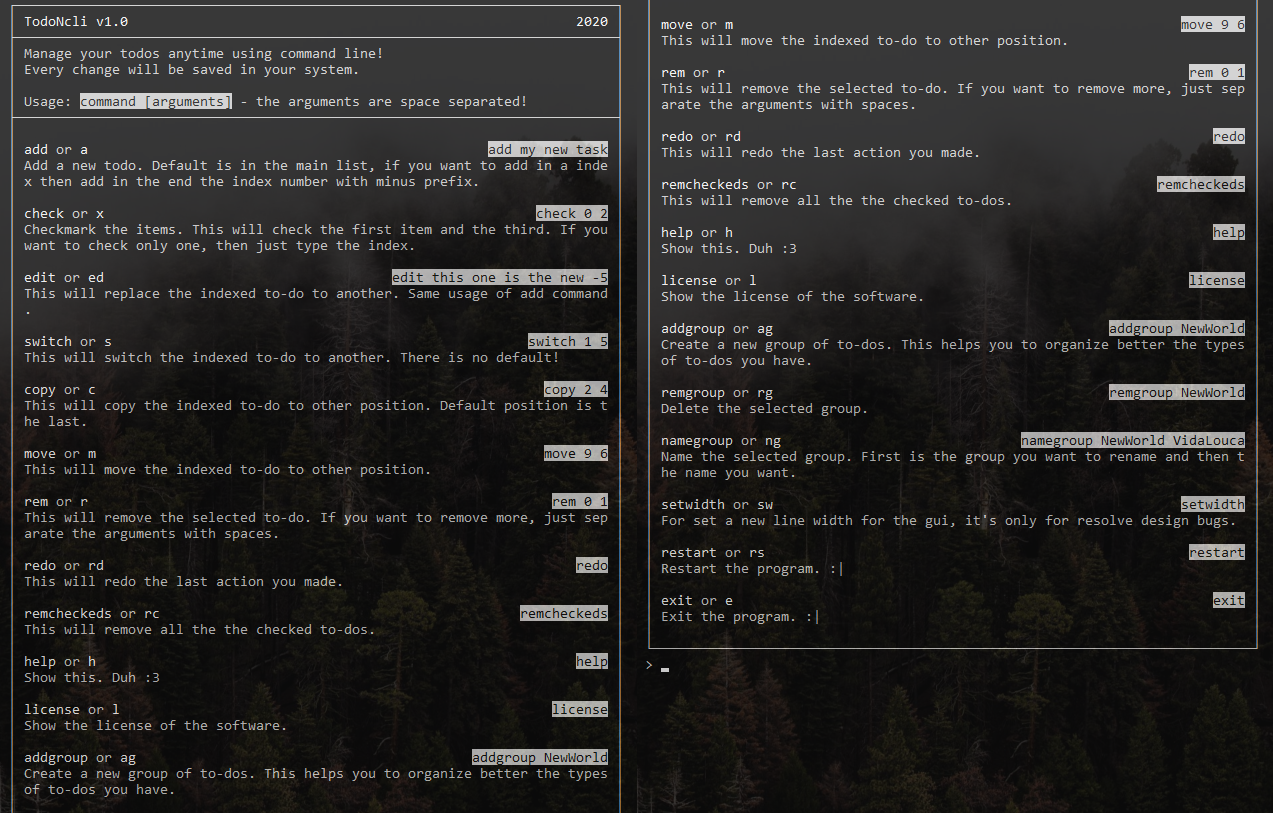 TodoNcli v1.0 2020
Manage your todos anytime using command line!
Every change will be saved in your system.
Usage: command [arguments] - the arguments are space separated!
add or a add my new task
Add a new todo. Default is in the main list, if you want to add in a inde
x then add in the end the index number with minus prefix.
check or x check 0 2
Checkmark the items. This will check the first item and the third. If you
want to check only one, then just type the index.
edit or ed edit this one is the new -5
This will replace the indexed to-do to another. Same usage of add command
.
switch or s switch 1 5
This will switch the indexed to-do to another. There is no default!
copy or c copy 2 4
This will copy the indexed to-do to other position. Default position is t
he last.
move or m move 9 6
This will move the indexed to-do to other position.
rem or r rem 0 1
This will remove the selected to-do. If you want to remove more, just sep
arate the arguments with spaces.
redo or rd redo
This will redo the last action you made.
remcheckeds or rc remcheckeds
This will remove all the the checked to-dos.
help or h help
Show this. Duh :3
license or l license
Show the license of the software.
addgroup or ag addgroup NewWorld
Create a new group of to-dos. This helps you to organize better the types
of to-dos you have.
move or m move 9 6
This will move the indexed to-do to other position.
rem or r rem 0 1
This will remove the selected to-do. If you want to remove more, just sep
arate the arguments with spaces.
redo or rd redo
This will redo the last action you made.
remcheckeds or rc remcheckeds
This will remove all the the checked to-dos.
help or h help
Show this. Duh :3
license or l license
Show the license of the software.
addgroup or ag addgroup NewWorld
Create a new group of to-dos. This helps you to organize better the types
of to-dos you have.
remgroup or rg remgroup NewWorld
Delete the selected group.
namegroup or ng namegroup NewWorld VidaLouca
Name the selected group. First is the group you want to rename and then t
he name you want.
setwidth or sw setwidth
For set a new line width for the gui, it's only for resolve design bugs.
restart or rs restart
Restart the program. :|
exit or e exit
Exit the program. :|
> _